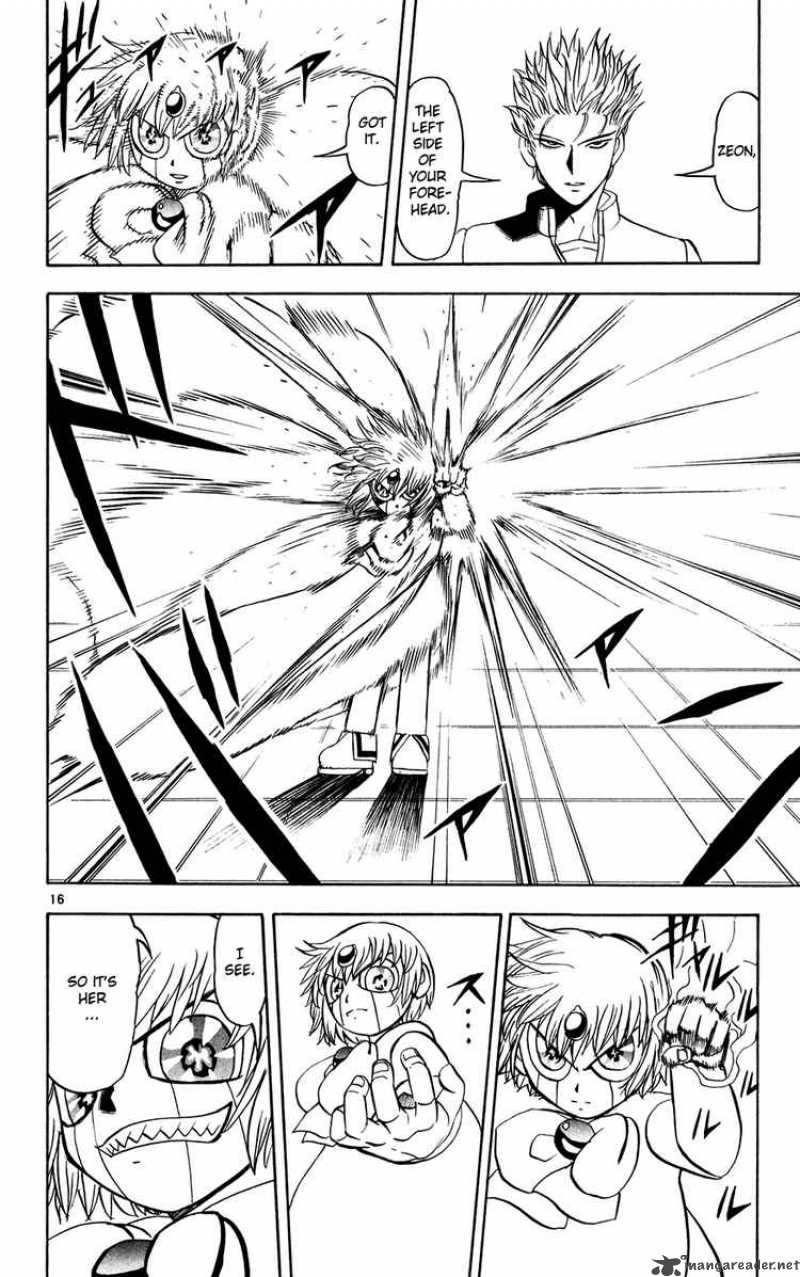 ZEON,
THE
LEFT
SIDE
OF
YOUR
FORE-
HEAD.
GOT
IT.
16
I
SEE.
SO IT'S
HER
...
mangareader.net